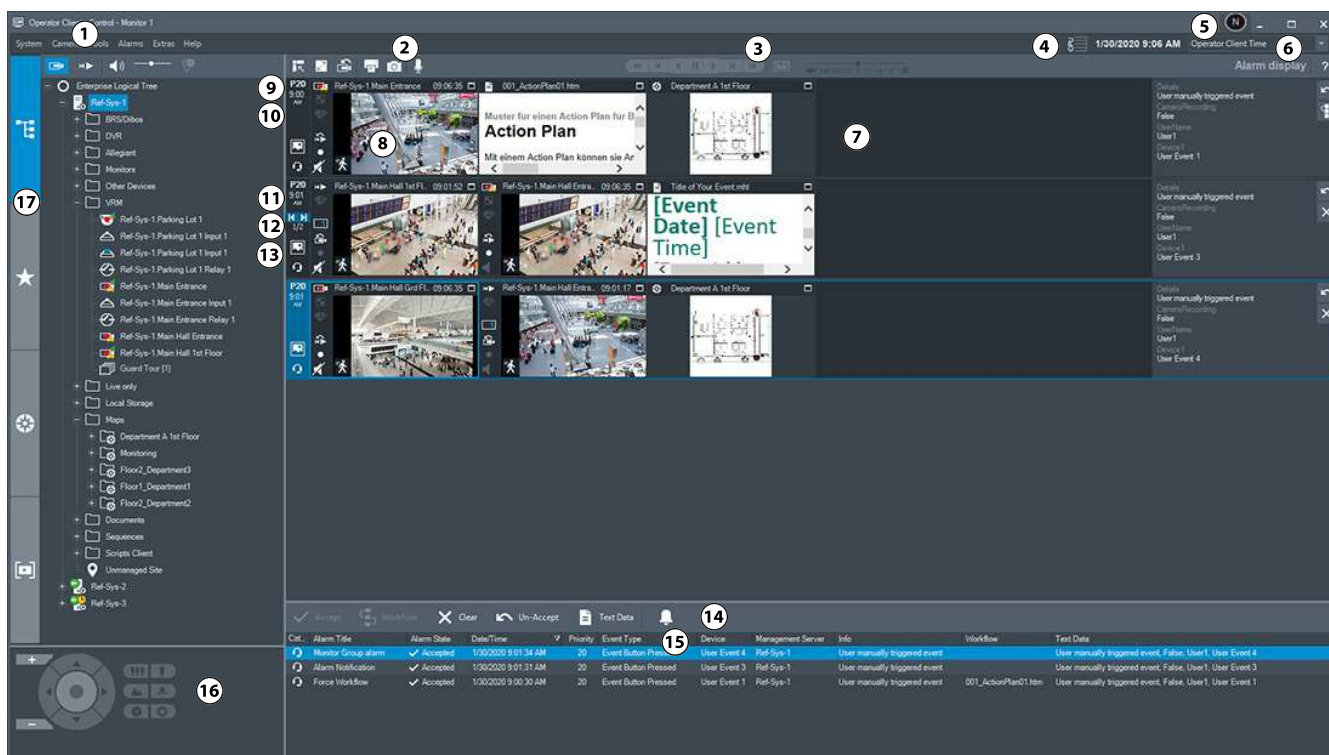 Operator Client - Control - Monitor 1
1
5
N
System Camera Tools Alarms Extras Help
2
3
4
1/30/2020 9:06 AM
Operator Client Time
6
Alarm display ?
Enterprise Logical Tree
Ref-Sys-1
BRS/Dibos
DVR
Allegiant
Monitors
Other Devices
VRM
Ref-Sys-1.Parking Lot 1
Ref-Sys-1.Parking Lot 1 Input 1
Ref-Sys-1.Parking Lot 1 Input 1
Ref-Sys-1.Parking Lot 1 Relay 1
Ref-Sys-1.Main Entrance
Ref-Sys-1.Main Entrance Input 1
Ref-Sys-1.Main Entrance Relay 1
Ref-Sys-1.Main Hall Entrance
Ref-Sys-1.Main Hall 1st Floor
Guard Tour [1]
Live only
Local Storage
Maps
Department A 1st Floor
Monitoring
Floor2_Department3
Floor1_Department1
Floor2_Department2
Documents
Sequences
Scripts Client
Unmanaged Site
Ref-Sys-2
Ref-Sys-3
17
16
9
10
P20
9:00
AM
Ref-Sys-1.Main Entrance 09:06:35
8
001_ActionPlan01.htm
Muster für einen Action Plan für B
Action Plan
Mit einem Action Plan können sie Ar
Department A 1st Floor
7
Details
User manually triggered event
CameraRecording
False
UserName
User1
Device1
User Event 1
11
12
13
P20
9:01
AM
1/2
Ref-Sys-1.Main Hall 1st Fl.. 09:01:52
Ref-Sys-1.Main Hall Entra.. 09:06:35
Title of Your Event.mht
[Event
Date] [Event
Time]
Details
User manually triggered event
CameraRecording
False
UserName
User1
Device1
User Event 3
P20
9:01
AM
Ref-Sys-1.Main Hall Grd Fl.. 09:06:35
Ref-Sys-1.Main Hall Entra.. 09:01:17
Department A 1st Floor
Details
User manually triggered event
CameraRecording
False
UserName
User1
Device1
User Event 4
Accept Workflow Clear Un-Accept Text Data
14
15
Cat.. Alarm Title Alarm State Date/Time Priority Event Type Device Management Server Info Workflow Text Data
Monitor Group alarm Accepted 1/30/2020 9:01:34 AM 20 Event Button Pressed User Event 4 Ref-Sys-1 User manually triggered event User manually triggered event, False, User1, User Event 4
Alarm Notification Accepted 1/30/2020 9:01:31 AM 20 Event Button Pressed User Event 3 Ref-Sys-1 User manually triggered event User manually triggered event, False, User1, User Event 3
Force Workflow Accepted 1/30/2020 9:00:30 AM 20 Event Button Pressed User Event 1 Ref-Sys-1 User manually triggered event 001_ActionPlan01.htm User manually triggered event, False, User1, User Event 1